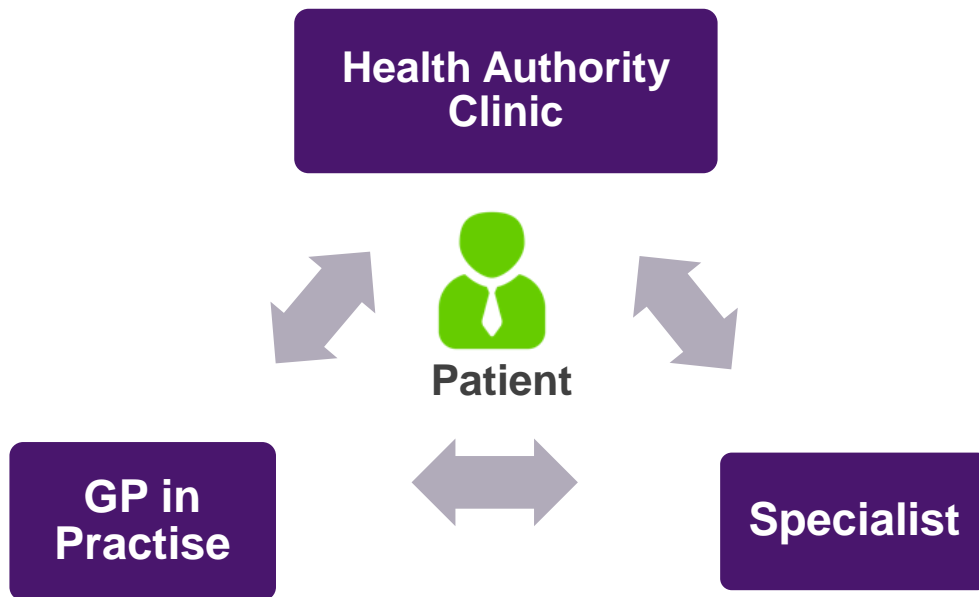 Health Authority
Clinic
Patient
GP in
Practise
Specialist